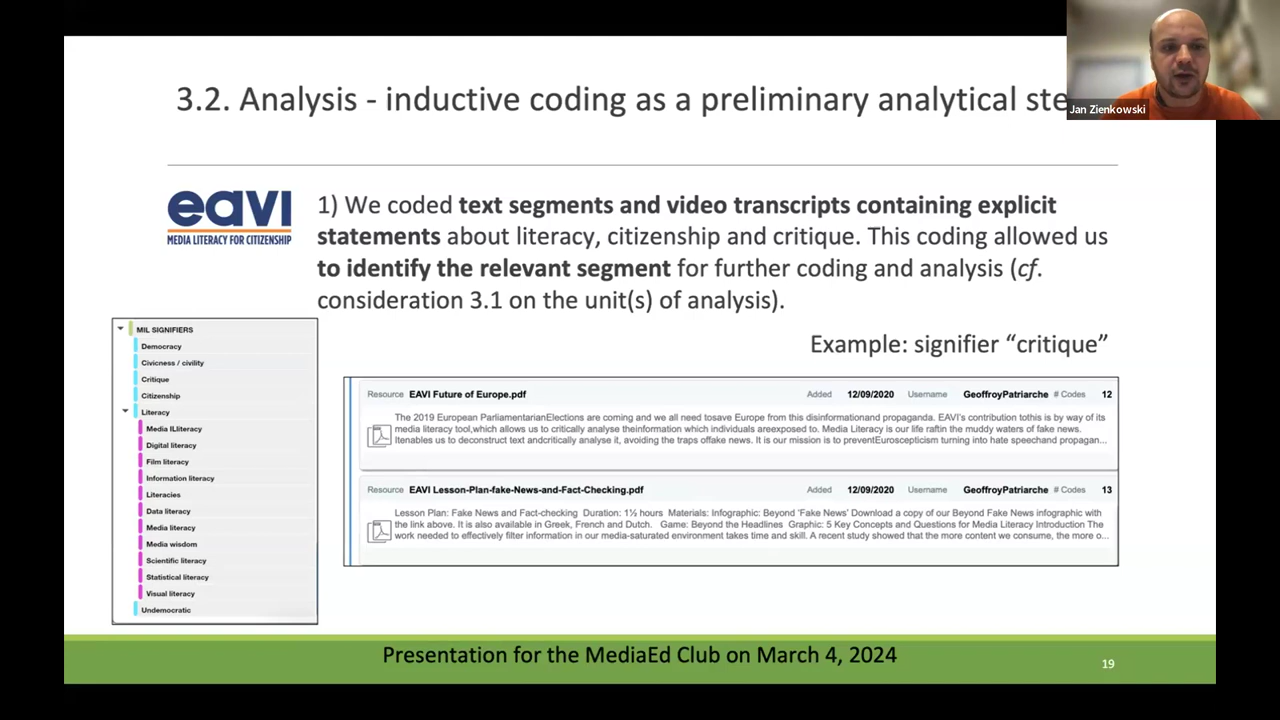 3.2. Analysis - inductive coding as a preliminary analytical ste
Jan Zienkowski
eavi
MEDIA LITERACY FOR CITIZENSHIP
1) We coded text segments and video transcripts containing explicit
statements about literacy, citizenship and critique. This coding allowed us
to identify the relevant segment for further coding and analysis (cf.
consideration 3.1 on the unit(s) of analysis).
Example: signifier “critique”
MIL SIGNIFIERS
Democracy
Civicness / civility
Critique
Citizenship
Literacy
Media ILliteracy
Digital literacy
Film literacy
Information literacy
Literacies
Data literacy
Media literacy
Media wisdom
Scientific literacy
Statistical literacy
Visual literacy
Undemocratic
Resource EAVI Future of Europe.pdf Added 12/09/2020 Username GeoffroyPatriarche # Codes 12
The 2019 European ParliamentarianElections are coming and we all need tosave Europe from this disinformationand propaganda. EAVI's contribution tothis is by way of its
media literacy tool,which allows us to critically analyse theinformation which individuals areexposed to. Media Literacy is our life raftin the muddy waters of fake news.
Itenables us to deconstruct text andcritically analyse it, avoiding the traps offake news. It is our mission to preventEuroscepticism turning into hate speechand propagan...
Resource EAVI Lesson-Plan-fake-News-and-Fact-Checking.pdf Added 12/09/2020 Username GeoffroyPatriarche # Codes 13
Lesson Plan: Fake News and Fact-checking Duration: 1½ hours Materials: Infographic: Beyond 'Fake News' Download a copy of our Beyond Fake News infographic with
the link above. It is also available in Greek, French and Dutch. Game: Beyond the Headlines Graphic: 5 Key Concepts and Questions for Media Literacy Introduction The
work needed to effectively filter information in our media-saturated environment takes time and skill. A recent study showed that the more content we consume, the more o...
Presentation for the MediaEd Club on March 4, 2024
19